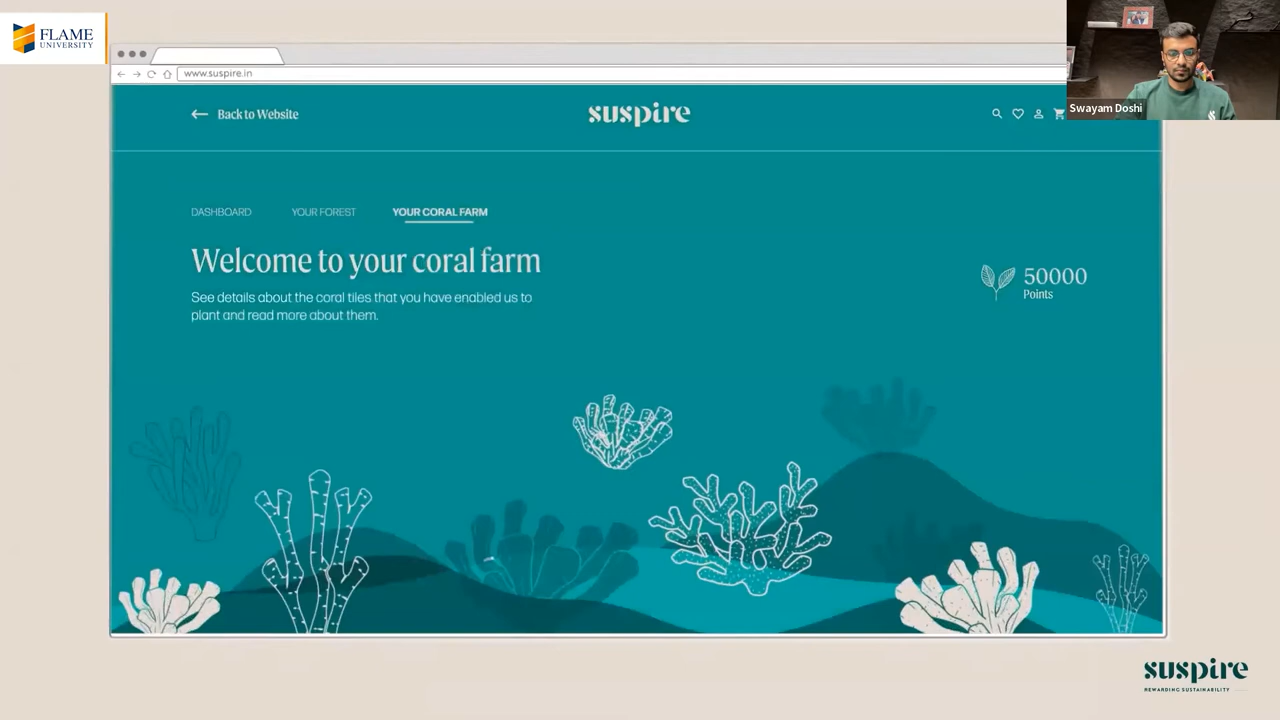 FLAME
UNIVERSITY
www.suspire.in
Swayam Doshi
Back to Website
suspire
DASHBOARD
YOUR FOREST
YOUR CORAL FARM
Welcome to your coral farm
See details about the coral tiles that you have enabled us to
plant and read more about them.
50000
Points
suspire
REWARDING SUSTAINABILITY